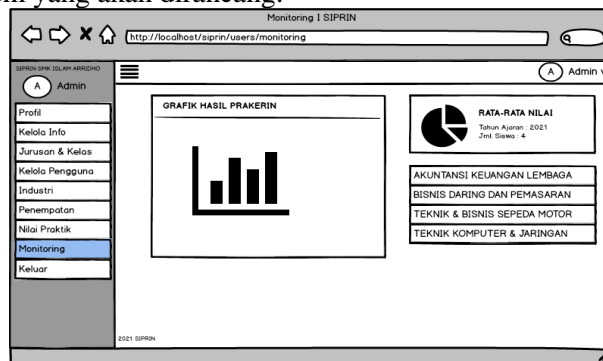 Monitoring I SIPRIN
http://localhost/siprin/users/monitoring
SIPRIN SMK ISLAM ARRIDHO
A Admin
A Admin
Profil
Kelola Info
Jurusan & Kelas
Kelola Pengguna
Industri
Penempatan
Nilai Praktik
Monitoring
Keluar
GRAFIK HASIL PRAKERIN
RATA-RATA NILAI
Tahun Ajaran : 2021
Jml Siswa : 4
AKUNTANSI KEUANGAN LEMBAGA
BISNIS DARING DAN PEMASARAN
TEKNIK & BISNIS SEPEDA MOTOR
TEKNIK KOMPUTER & JARINGAN
2021 SIPRIN